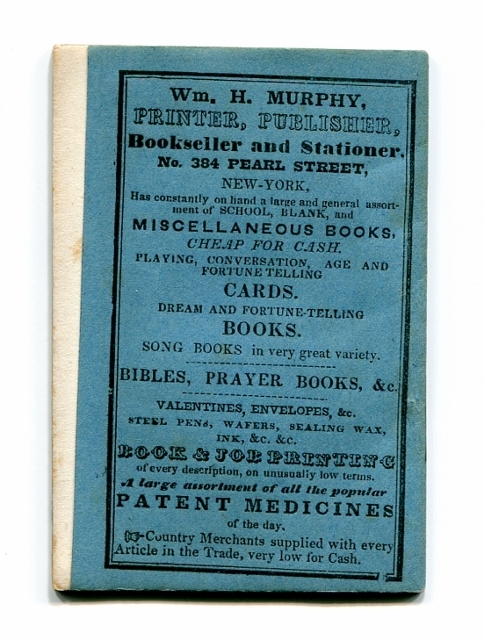 Wm. H. MURPHY,
PRINTER, PUBLISHER,
Bookseller and Stationer,
No. 384 PEARL STREET,
NEW-YORK,
Has constantly on hand a large and general assort-
ment of SCHOOL, BLANK, and
MISCELLANEOUS BOOKS,
CHEAP FOR CASH.
PLAYING, CONVERSATION, AGE AND
FORTUNE TELLING
CARDS.
DREAM AND FORTUNE-TELLING
BOOKS.
SONG BOOKS in very great variety.
BIBLES, PRAYER BOOKS, &c.
VALENTINES, ENVELOPES, &c.
STEEL PENS, WAFERS, SEALING WAX,
INK, &c. &c.
BOOK & JOB PRINTING
of every description, on unusually low terms.
A large assortment of all the popular
PATENT MEDICINES
of the day.
☞Country Merchants supplied with every
Article in the Trade, very low for Cash.